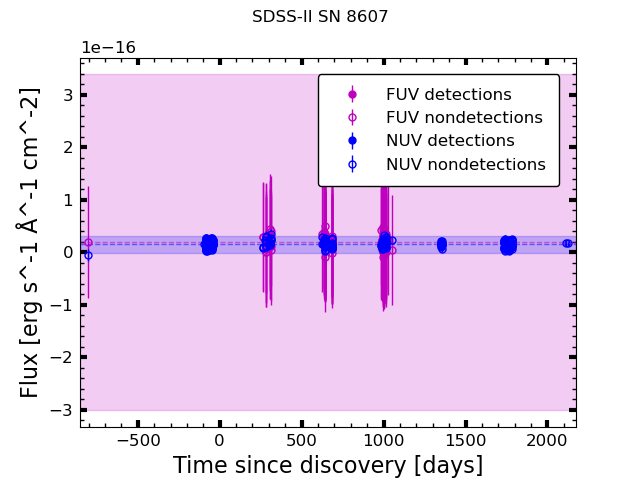 SDSS-II SN 8607
1e−16
FUV detections
FUV nondetections
NUV detections
NUV nondetections
3
2
1
0
−1
−2
−3
Flux [erg s^-1 Å^-1 cm^-2]
−500 0 500 1000 1500 2000
Time since discovery [days]